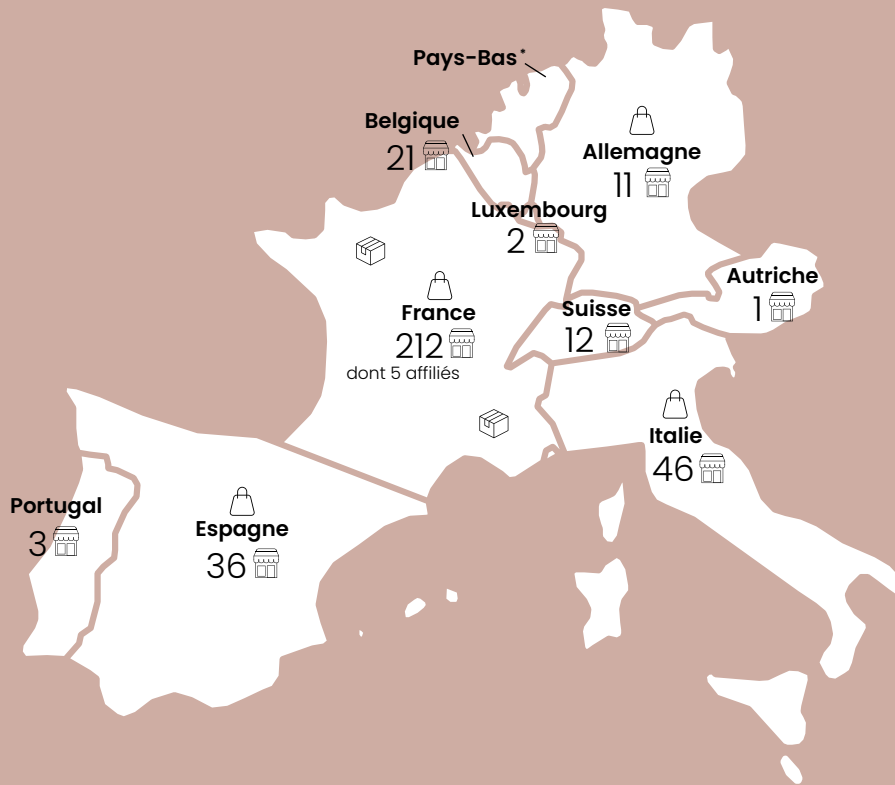 Pays-Bas*
Belgique
21
Allemagne
11
Luxembourg
2
Autriche
1
France
212
dont 5 affiliés
Suisse
12
Italie
46
Portugal
3
Espagne
36